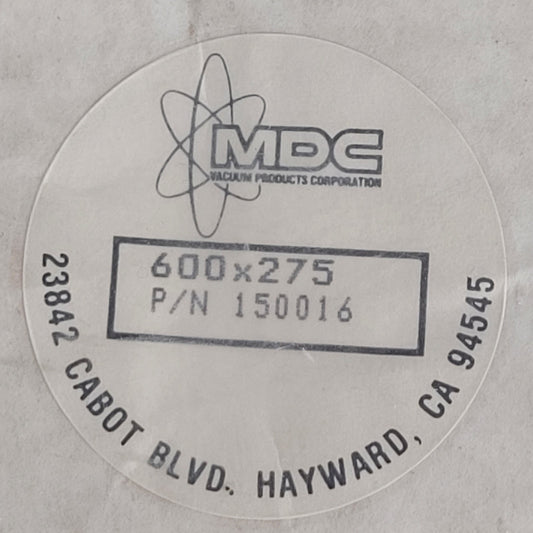 MDC
VACUUM PRODUCTS CORPORATION
600x275
P/N 150016
23842 CABOT BLVD., HAYWARD, CA 94545